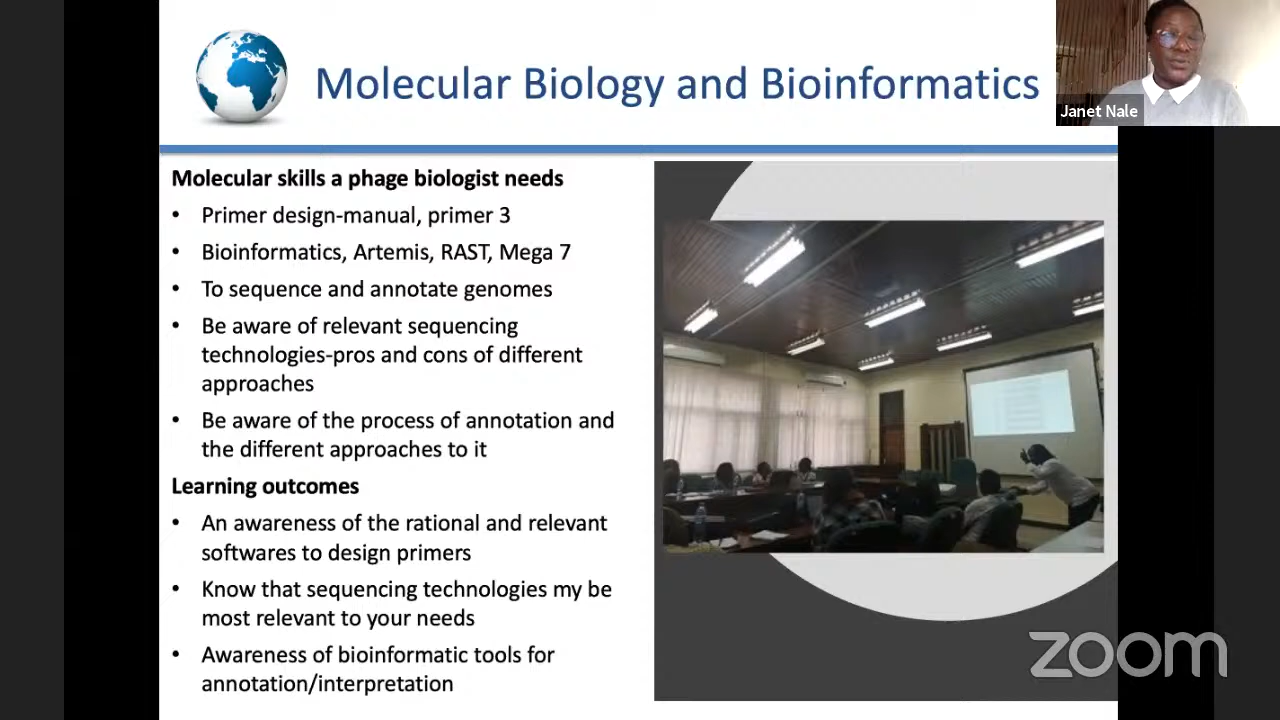 Molecular Biology and Bioinformatics
Janet Nale
Molecular skills a phage biologist needs
• Primer design-manual, primer 3
• Bioinformatics, Artemis, RAST, Mega 7
• To sequence and annotate genomes
• Be aware of relevant sequencing
technologies-pros and cons of different
approaches
• Be aware of the process of annotation and
the different approaches to it
Learning outcomes
• An awareness of the rational and relevant
softwares to design primers
• Know that sequencing technologies my be
most relevant to your needs
• Awareness of bioinformatic tools for
annotation/interpretation
zoom